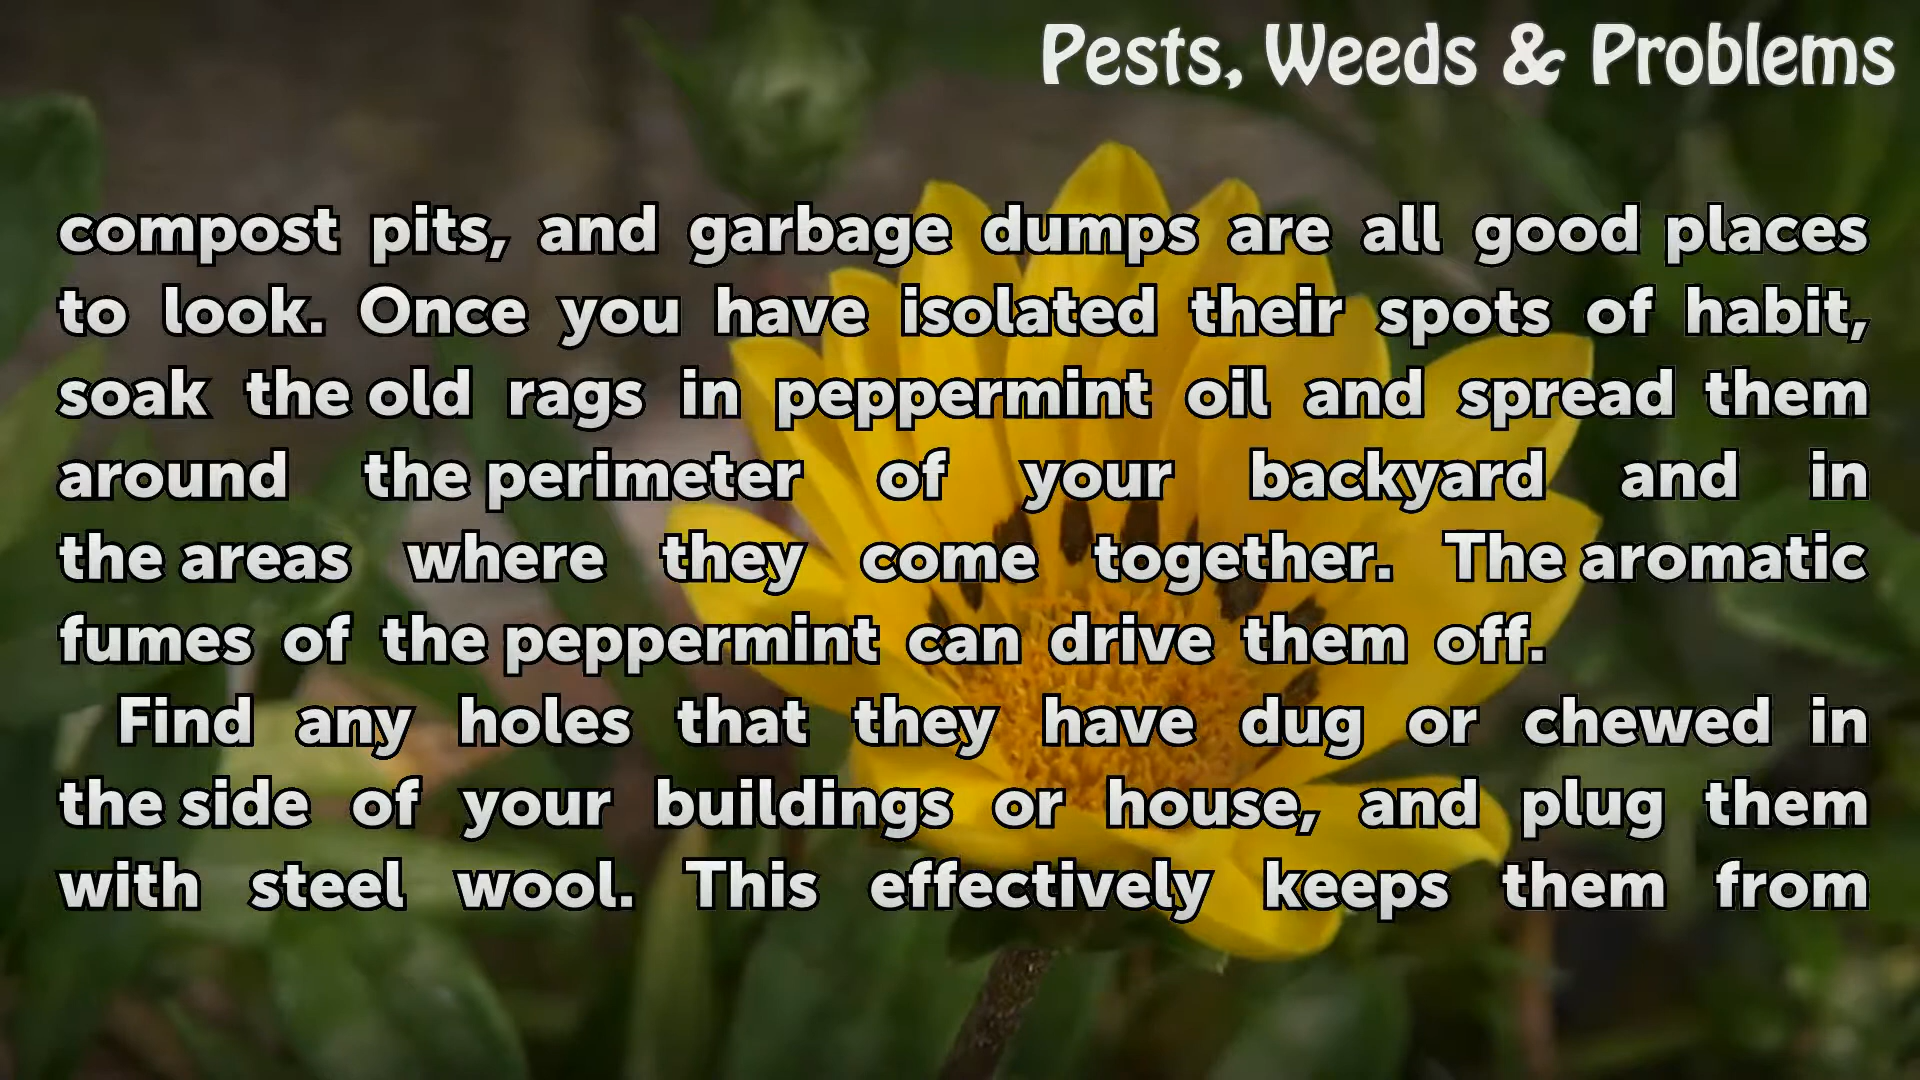 Pests, Weeds & Problems
compost pits, and garbage dumps are all good places
to look. Once you have isolated their spots of habit,
soak the old rags in peppermint oil and spread them
around the perimeter of your backyard and in
the areas where they come together. The aromatic
fumes of the peppermint can drive them off.
Find any holes that they have dug or chewed in
the side of your buildings or house, and plug them
with steel wool. This effectively keeps them from